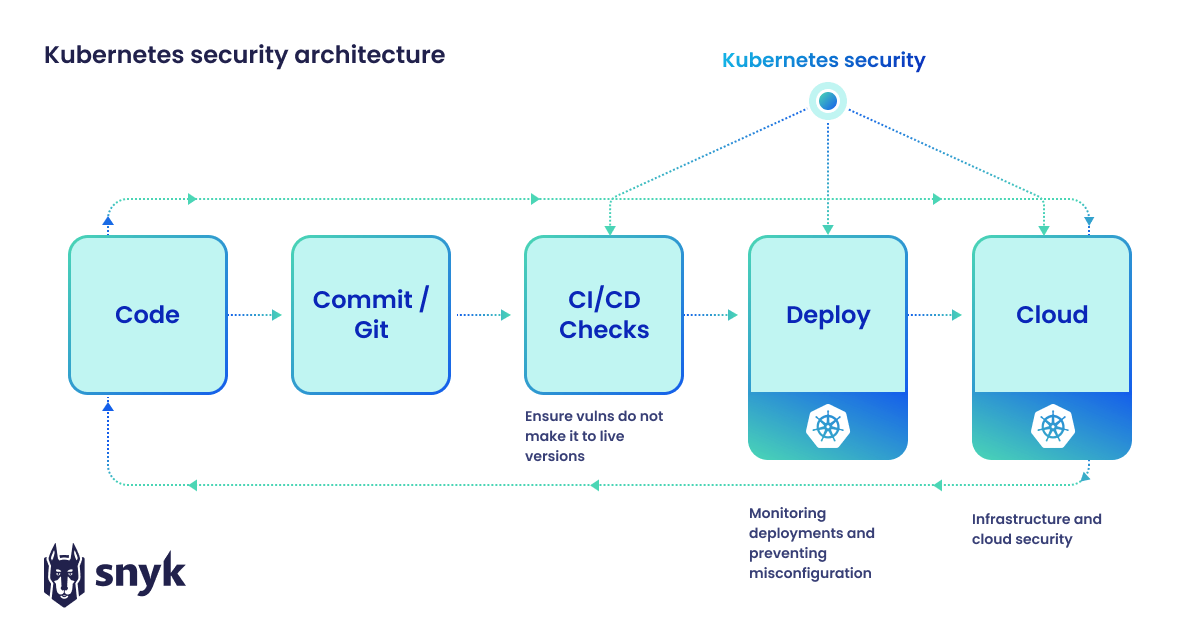 Kubernetes security architecture
Kubernetes security
Code
Commit /
Git
CI/CD
Checks
Deploy
Cloud
Ensure vulns do not
make it to live
versions
Monitoring
deployments and
preventing
misconfiguration
Infrastructure and
cloud security
snyk